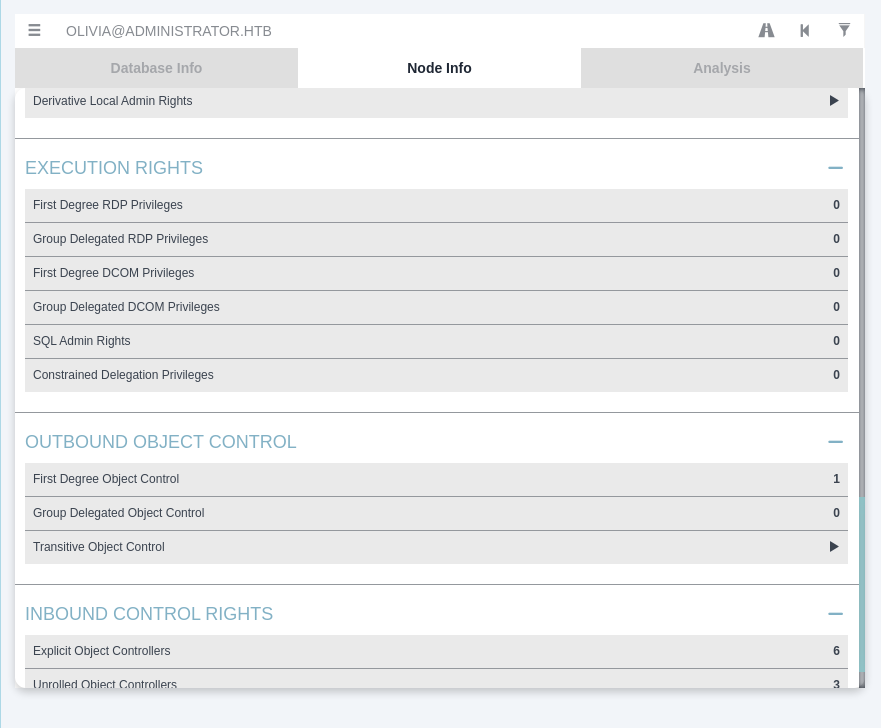 OLIVIA@ADMINISTRATOR.HTB
Database Info Node Info Analysis
Derivative Local Admin Rights
EXECUTION RIGHTS
First Degree RDP Privileges 0
Group Delegated RDP Privileges 0
First Degree DCOM Privileges 0
Group Delegated DCOM Privileges 0
SQL Admin Rights 0
Constrained Delegation Privileges 0
OUTBOUND OBJECT CONTROL
First Degree Object Control 1
Group Delegated Object Control 0
Transitive Object Control
INBOUND CONTROL RIGHTS
Explicit Object Controllers 6
Unrolled Object Controllers 3